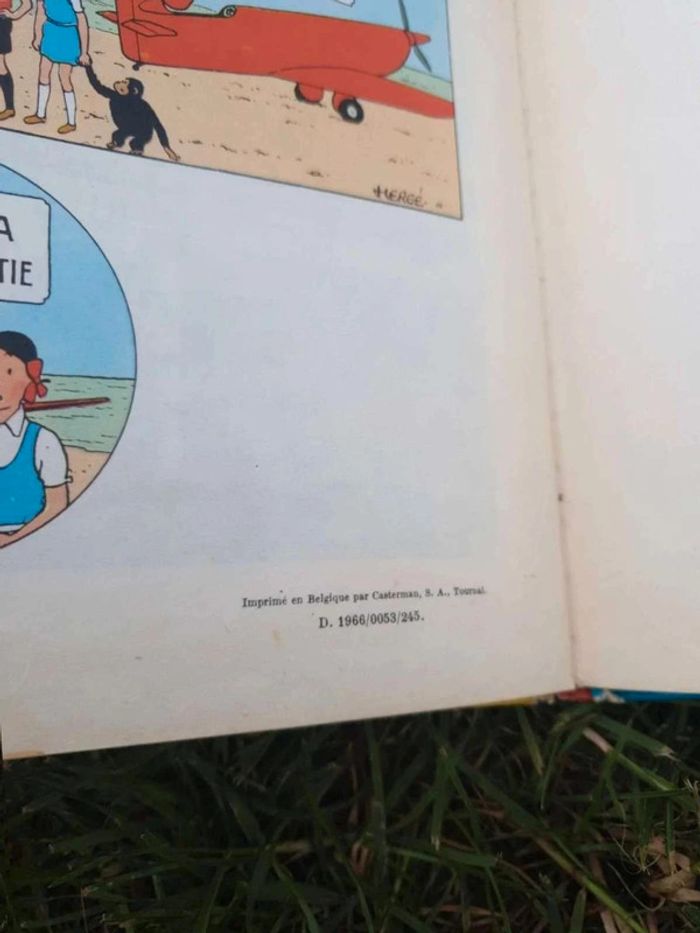 HERGÉ
A
TIE
Imprimé en Belgique par Casterman, S. A., Tournai.
D. 1966/0053/245.